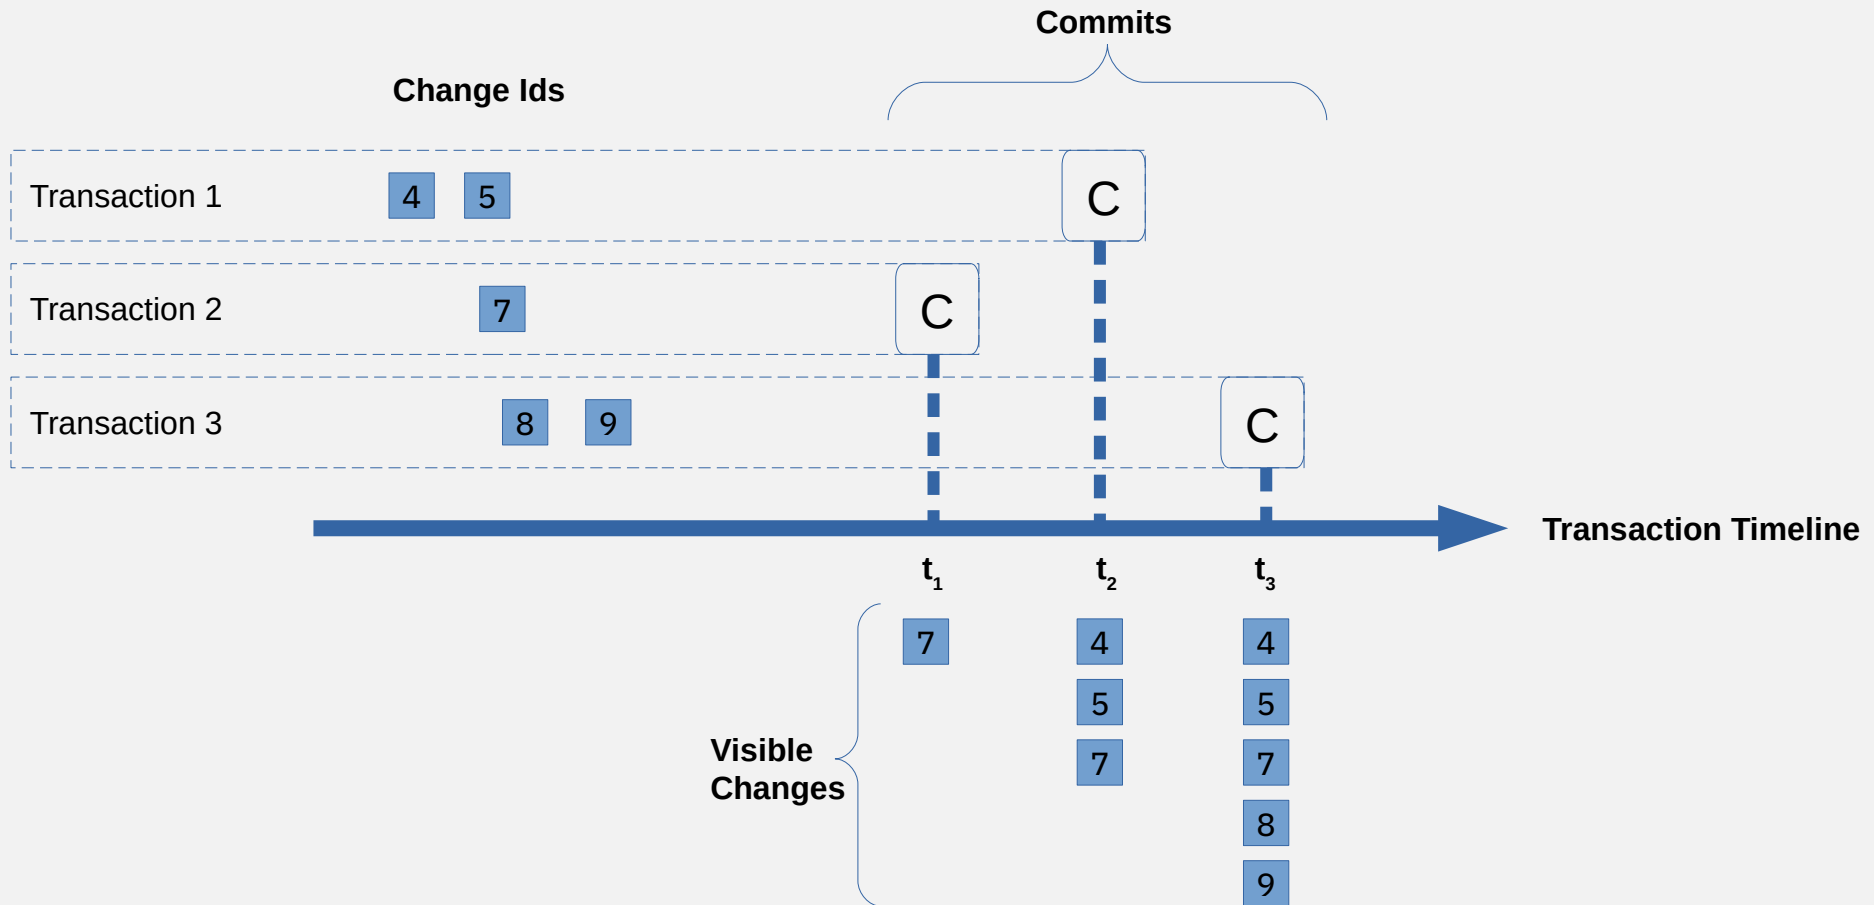 Commits
Change Ids
Transaction 1
4 5
C
Transaction 2
7
C
Transaction 3
8 9
C
Transaction Timeline
t1 t2 t3
7 4 4
5 5
Visible
Changes
7 7
8
9